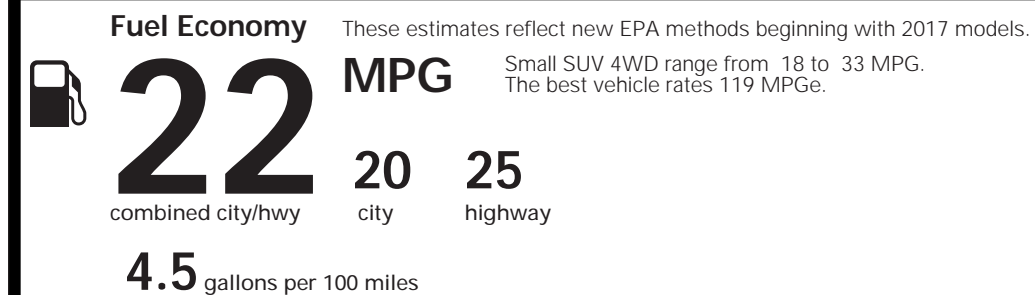 Fuel Economy
These estimates reflect new EPA methods beginning with 2017 models.
22
MPG
Small SUV 4WD range from 18 to 33 MPG.
The best vehicle rates 119 MPGe.
20
25
combined city/hwy
city
highway
4.5 gallons per 100 miles